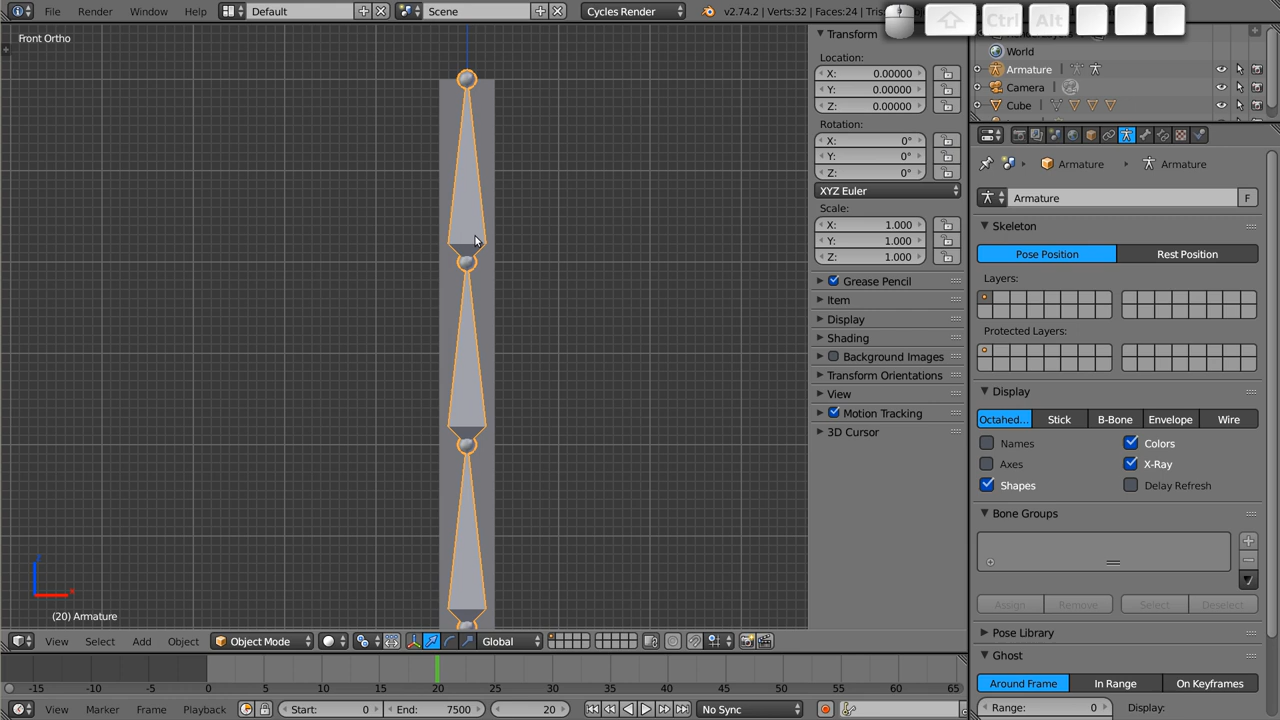 File Render Window Help Default Scene Cycles Render v2.74.2 | Verts:32 | Faces:24 | Tris
Ctrl Alt
Front Ortho
Transform
Location:
X: 0.00000
Y: 0.00000
Z: 0.00000
Rotation:
X: 0°
Y: 0°
Z: 0°
XYZ Euler
Scale:
X: 1.000
Y: 1.000
Z: 1.000
Grease Pencil
Item
Display
Shading
Background Images
Transform Orientations
View
Motion Tracking
3D Cursor
World
Armature
Camera
Cube
Armature Armature
Armature F
Skeleton
Pose Position Rest Position
Layers:
Protected Layers:
Display
Octahed... Stick B-Bone Envelope Wire
Names Colors
Axes X-Ray
Shapes Delay Refresh
Bone Groups
Assign Remove Select Deselect
Pose Library
Ghost
Around Frame In Range On Keyframes
Range: 0 Display:
(20) Armature
View Select Add Object Object Mode Global
-15 -10 -5 0 5 10 15 20 25 30 35 40 45 50 55 60 65
View Marker Frame Playback Start: 0 End: 7500 20 No Sync